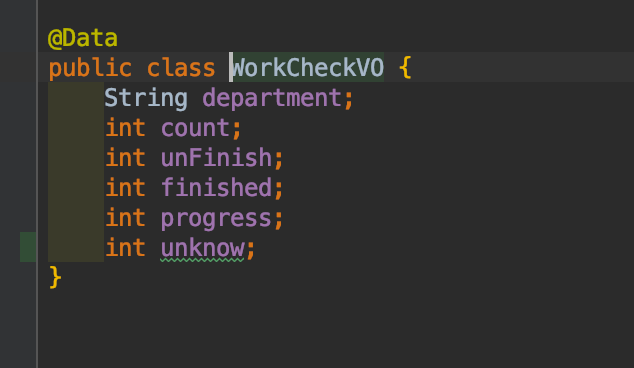 @Data
public class WorkCheckVO {
    String department;
    int count;
    int unFinish;
    int finished;
    int progress;
    int unknow;
}